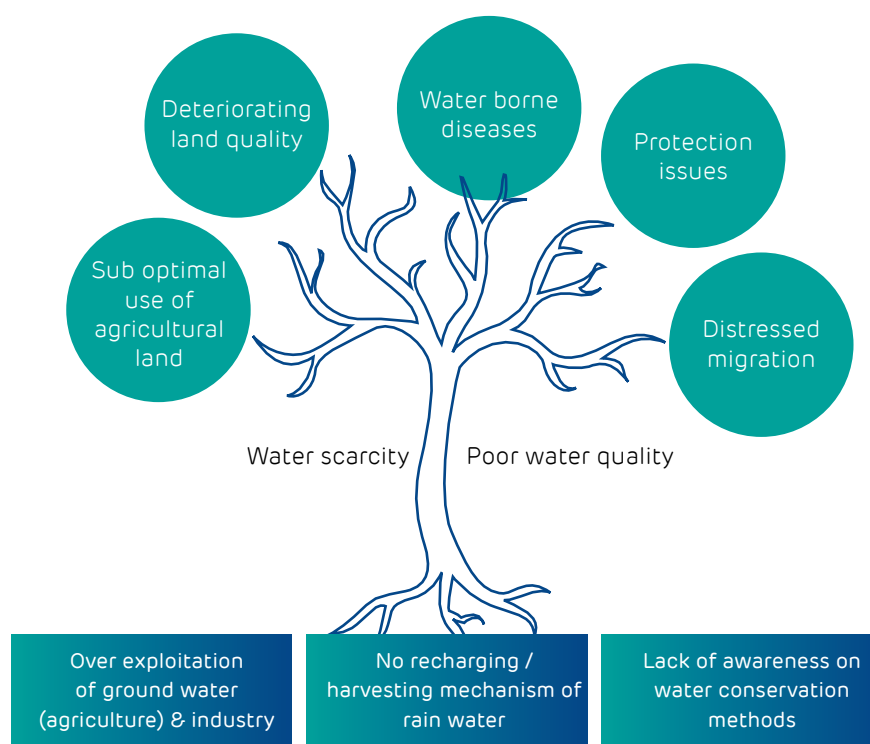 Deteriorating
land quality
Water borne
diseases
Protection
issues
Sub optimal
use of
agricultural
land
Distressed
migration
Water scarcity
Poor water quality
Over exploitation
of ground water
(agriculture) & industry
No recharging /
harvesting mechanism of
rain water
Lack of awareness on
water conservation
methods